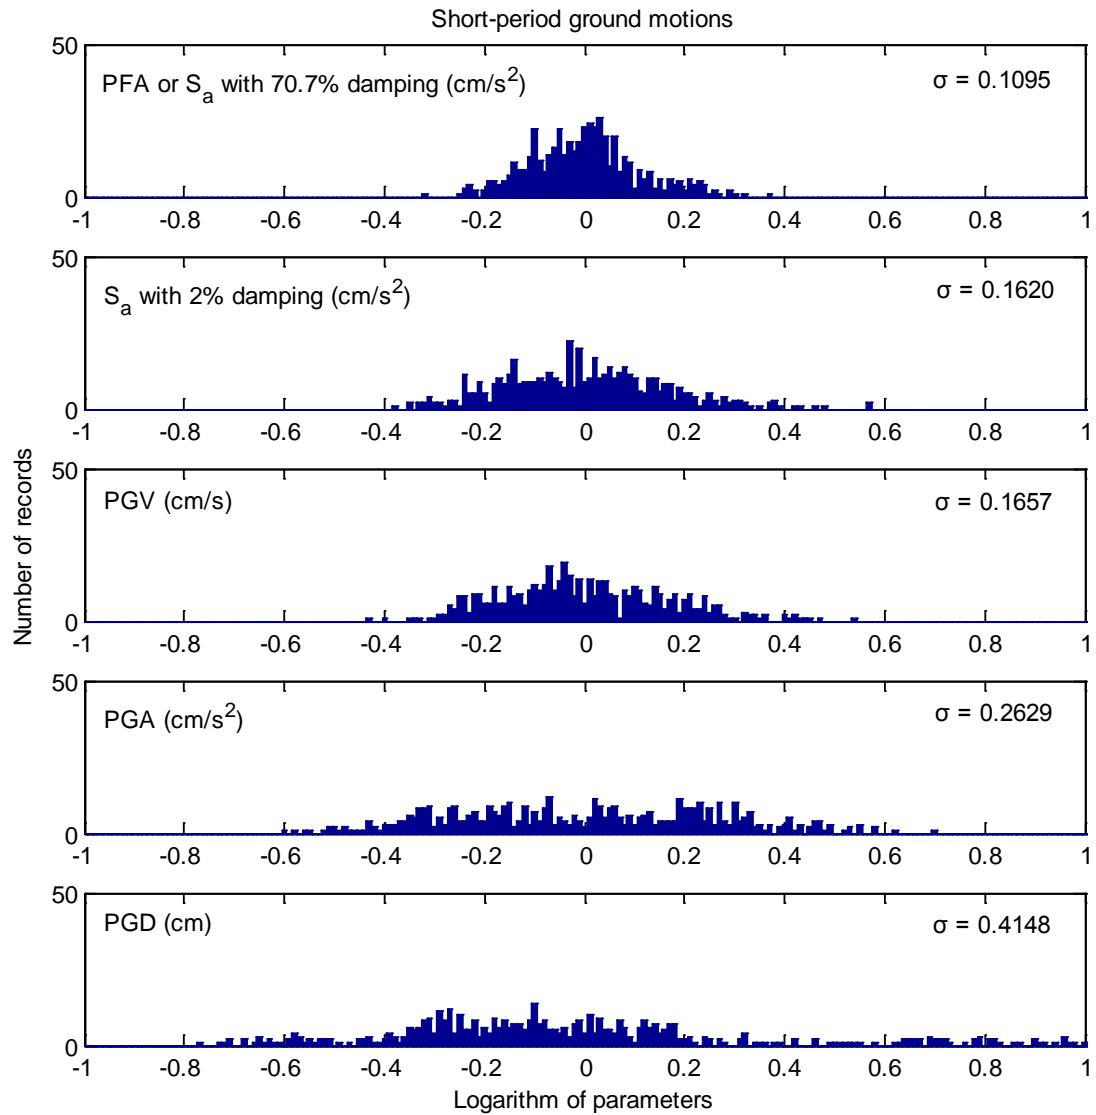 Short-period ground motions
50
PFA or Sa with 70.7% damping (cm/s2)
σ = 0.1095
0
-1 -0.8 -0.6 -0.4 -0.2 0 0.2 0.4 0.6 0.8 1
50
Sa with 2% damping (cm/s2)
σ = 0.1620
0
-1 -0.8 -0.6 -0.4 -0.2 0 0.2 0.4 0.6 0.8 1
Number of records
50
PGV (cm/s)
σ = 0.1657
0
-1 -0.8 -0.6 -0.4 -0.2 0 0.2 0.4 0.6 0.8 1
50
PGA (cm/s2)
σ = 0.2629
0
-1 -0.8 -0.6 -0.4 -0.2 0 0.2 0.4 0.6 0.8 1
50
PGD (cm)
σ = 0.4148
0
-1 -0.8 -0.6 -0.4 -0.2 0 0.2 0.4 0.6 0.8 1
Logarithm of parameters